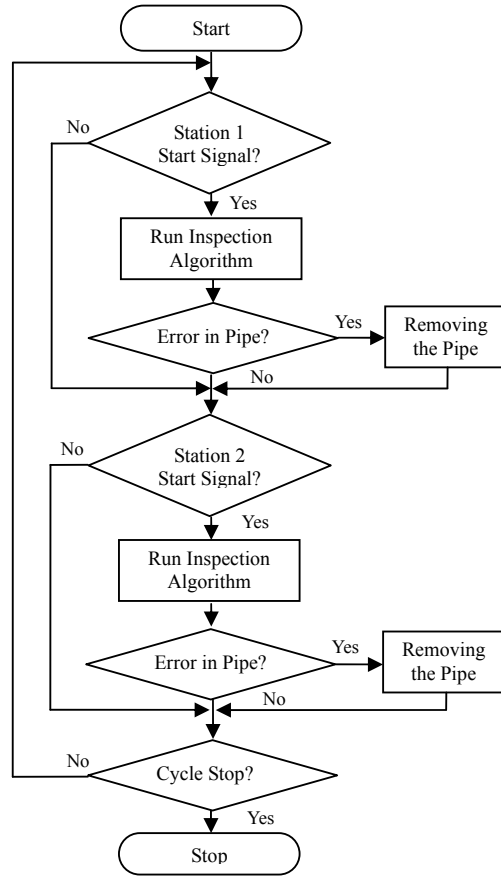 Start
No
Station 1
Start Signal?
Yes
Run Inspection
Algorithm
Error in Pipe?
Yes
Removing
the Pipe
No
No
Station 2
Start Signal?
Yes
Run Inspection
Algorithm
Error in Pipe?
Yes
Removing
the Pipe
No
No
Cycle Stop?
Yes
Stop